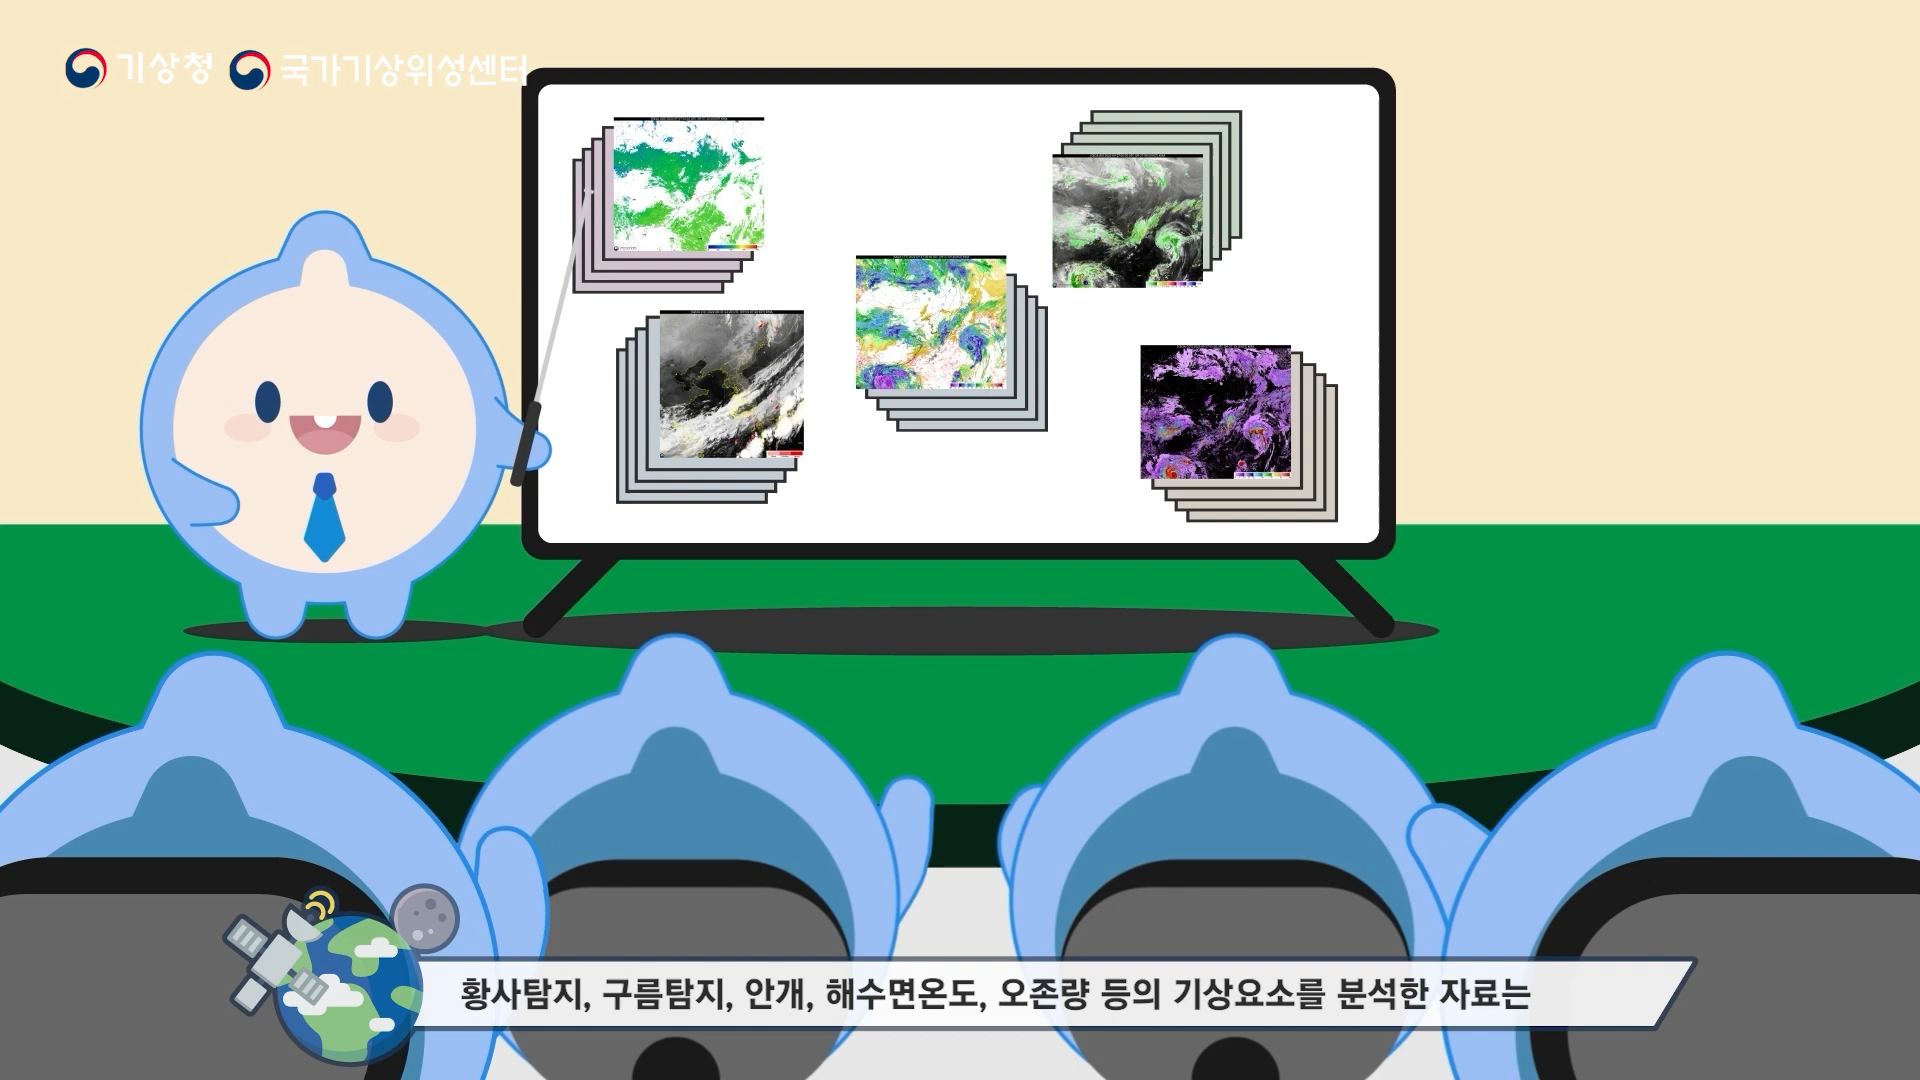 기상청 국가기상위성센터
황사탐지, 구름탐지, 안개, 해수면온도, 오존량 등의 기상요소를 분석한 자료는